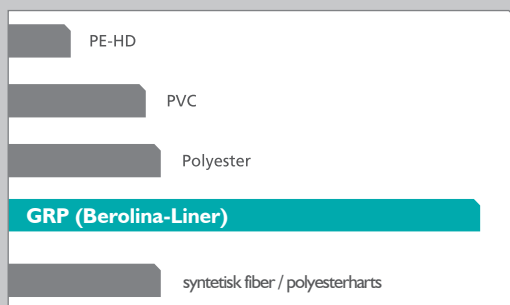 PE-HD
PVC
Polyester
GRP (Berolina-Liner)
syntetisk fiber / polyesterharts